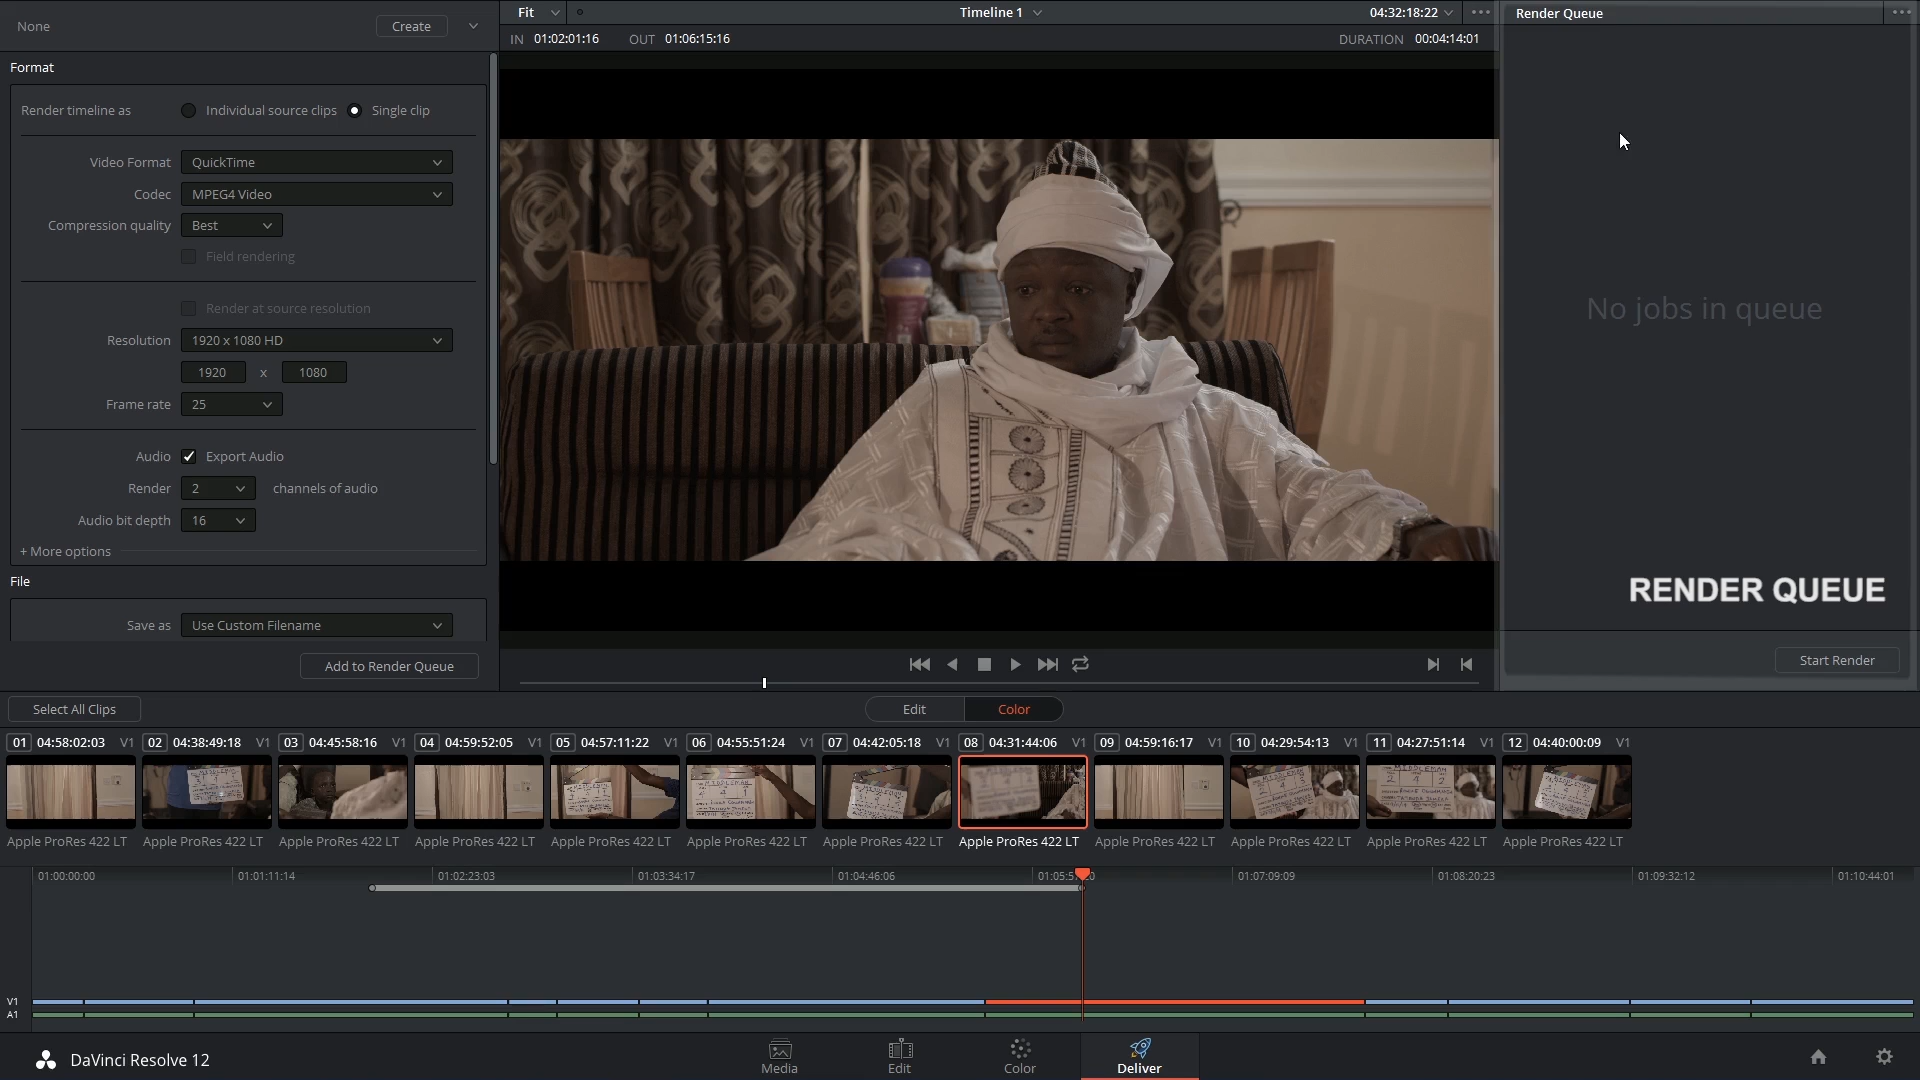 None
Create
Fit
Timeline 1
04:32:18:22
Render Queue
IN 01:02:01:16 OUT 01:06:15:16
DURATION 00:04:14:01
Format
Render timeline as Individual source clips Single clip
Video Format QuickTime
Codec MPEG4 Video
Compression quality Best
Field rendering
Render at source resolution
Resolution 1920 x 1080 HD
1920 x 1080
Frame rate 25
Audio Export Audio
Render 2 channels of audio
Audio bit depth 16
+ More options
File
Save as Use Custom Filename
Add to Render Queue
No jobs in queue
RENDER QUEUE
Start Render
Select All Clips
Edit Color
01 04:58:02:03 V1 02 04:38:49:18 V1 03 04:45:58:16 V1 04 04:59:52:05 V1 05 04:57:11:22 V1 06 04:55:51:24 V1 07 04:42:05:18 V1 08 04:31:44:06 V1 09 04:59:16:17 V1 10 04:29:54:13 V1 11 04:27:51:14 V1 12 04:40:00:09 V1
Apple ProRes 422 LT Apple ProRes 422 LT Apple ProRes 422 LT Apple ProRes 422 LT Apple ProRes 422 LT Apple ProRes 422 LT Apple ProRes 422 LT Apple ProRes 422 LT Apple ProRes 422 LT Apple ProRes 422 LT Apple ProRes 422 LT Apple ProRes 422 LT
01:00:00:00 01:01:11:14 01:02:23:03 01:03:34:17 01:04:46:06 01:07:09:09 01:08:20:23 01:09:32:12 01:10:44:01
V1
A1
DaVinci Resolve 12
Media Edit Color Deliver